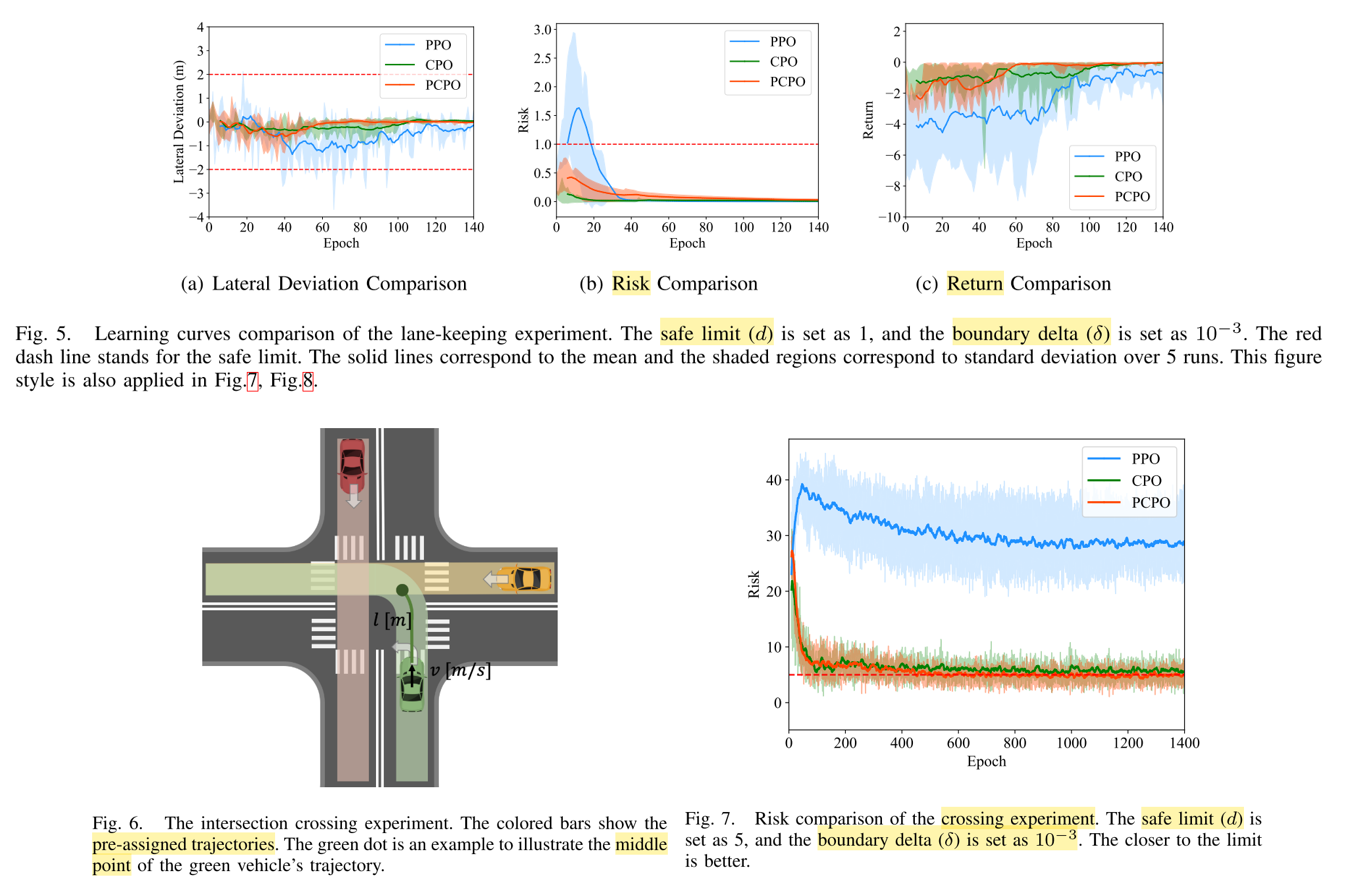 4
3
2
1
0
−1
−2
−3
−4
Lateral Deviation (m)
0 20 40 60 80 100 120 140
Epoch
PPO
CPO
PCPO
(a) Lateral Deviation Comparison
3.0
2.5
2.0
1.5
1.0
0.5
0.0
Risk
0 20 40 60 80 100 120 140
Epoch
PPO
CPO
PCPO
(b) Risk Comparison
2
0
−2
−4
−6
−8
−10
Return
0 20 40 60 80 100 120 140
Epoch
PPO
CPO
PCPO
(c) Return Comparison
Fig. 5. Learning curves comparison of the lane-keeping experiment. The safe limit (d) is set as 1, and the boundary delta (δ) is set as 10⁻³. The red
dash line stands for the safe limit. The solid lines correspond to the mean and the shaded regions correspond to standard deviation over 5 runs. This figure
style is also applied in Fig.7, Fig.8.
l [m]
v [m/s]
Fig. 6. The intersection crossing experiment. The colored bars show the
pre-assigned trajectories. The green dot is an example to illustrate the middle
point of the green vehicle's trajectory.
40
30
20
10
0
Risk
0 200 400 600 800 1000 1200 1400
Epoch
PPO
CPO
PCPO
Fig. 7. Risk comparison of the crossing experiment. The safe limit (d) is
set as 5, and the boundary delta (δ) is set as 10⁻³. The closer to the limit
is better.